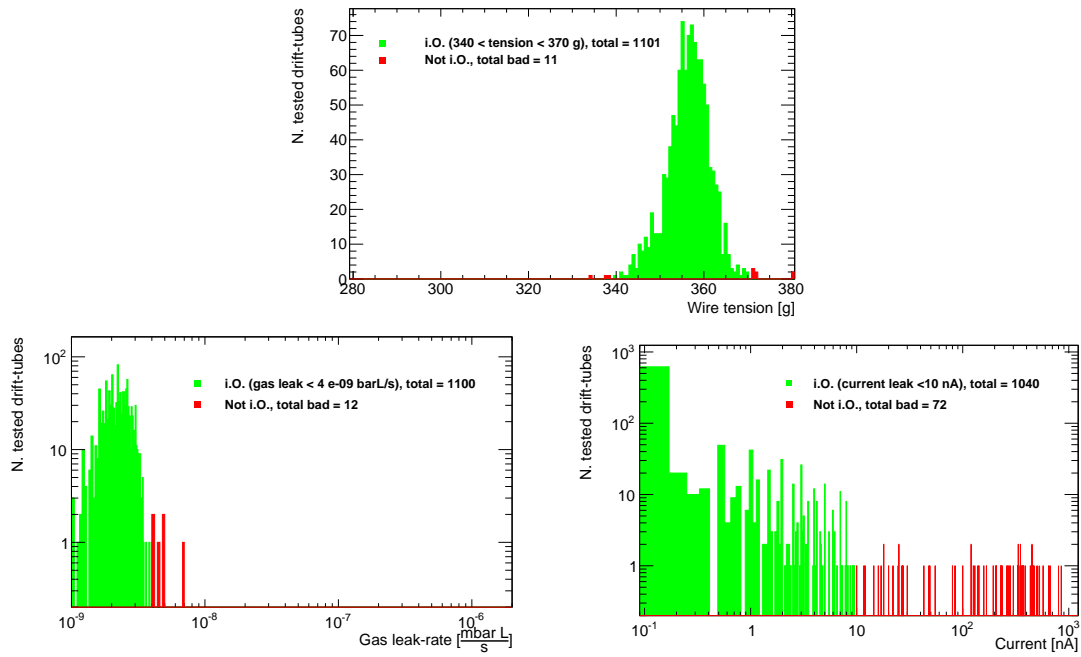 N. tested drift-tubes
70
60
50
40
30
20
10
0
i.O. (340 < tension < 370 g), total = 1101
Not i.O., total bad = 11
280 300 320 340 360 380
Wire tension [g]
N. tested drift-tubes
10²
10
1
i.O. (gas leak < 4 e-09 barL/s), total = 1100
Not i.O., total bad = 12
10⁻⁹ 10⁻⁸ 10⁻⁷ 10⁻⁶
Gas leak-rate [mbar L/s]
N. tested drift-tubes
10³
10²
10
1
i.O. (current leak <10 nA), total = 1040
Not i.O., total bad = 72
10⁻¹ 1 10 10² 10³
Current [nA]